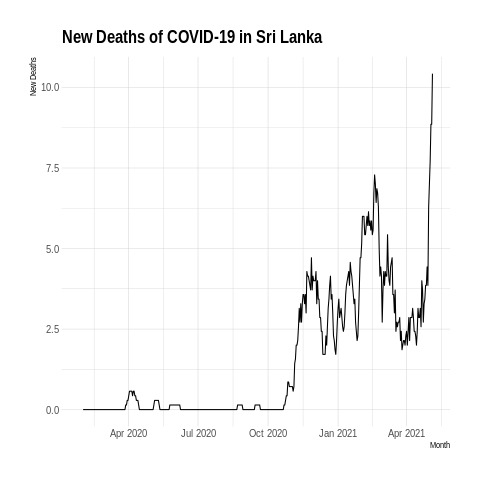 New Deaths of COVID-19 in Sri Lanka
New Deaths
10.0
7.5
5.0
2.5
0.0
Apr 2020 Jul 2020 Oct 2020 Jan 2021 Apr 2021
Month